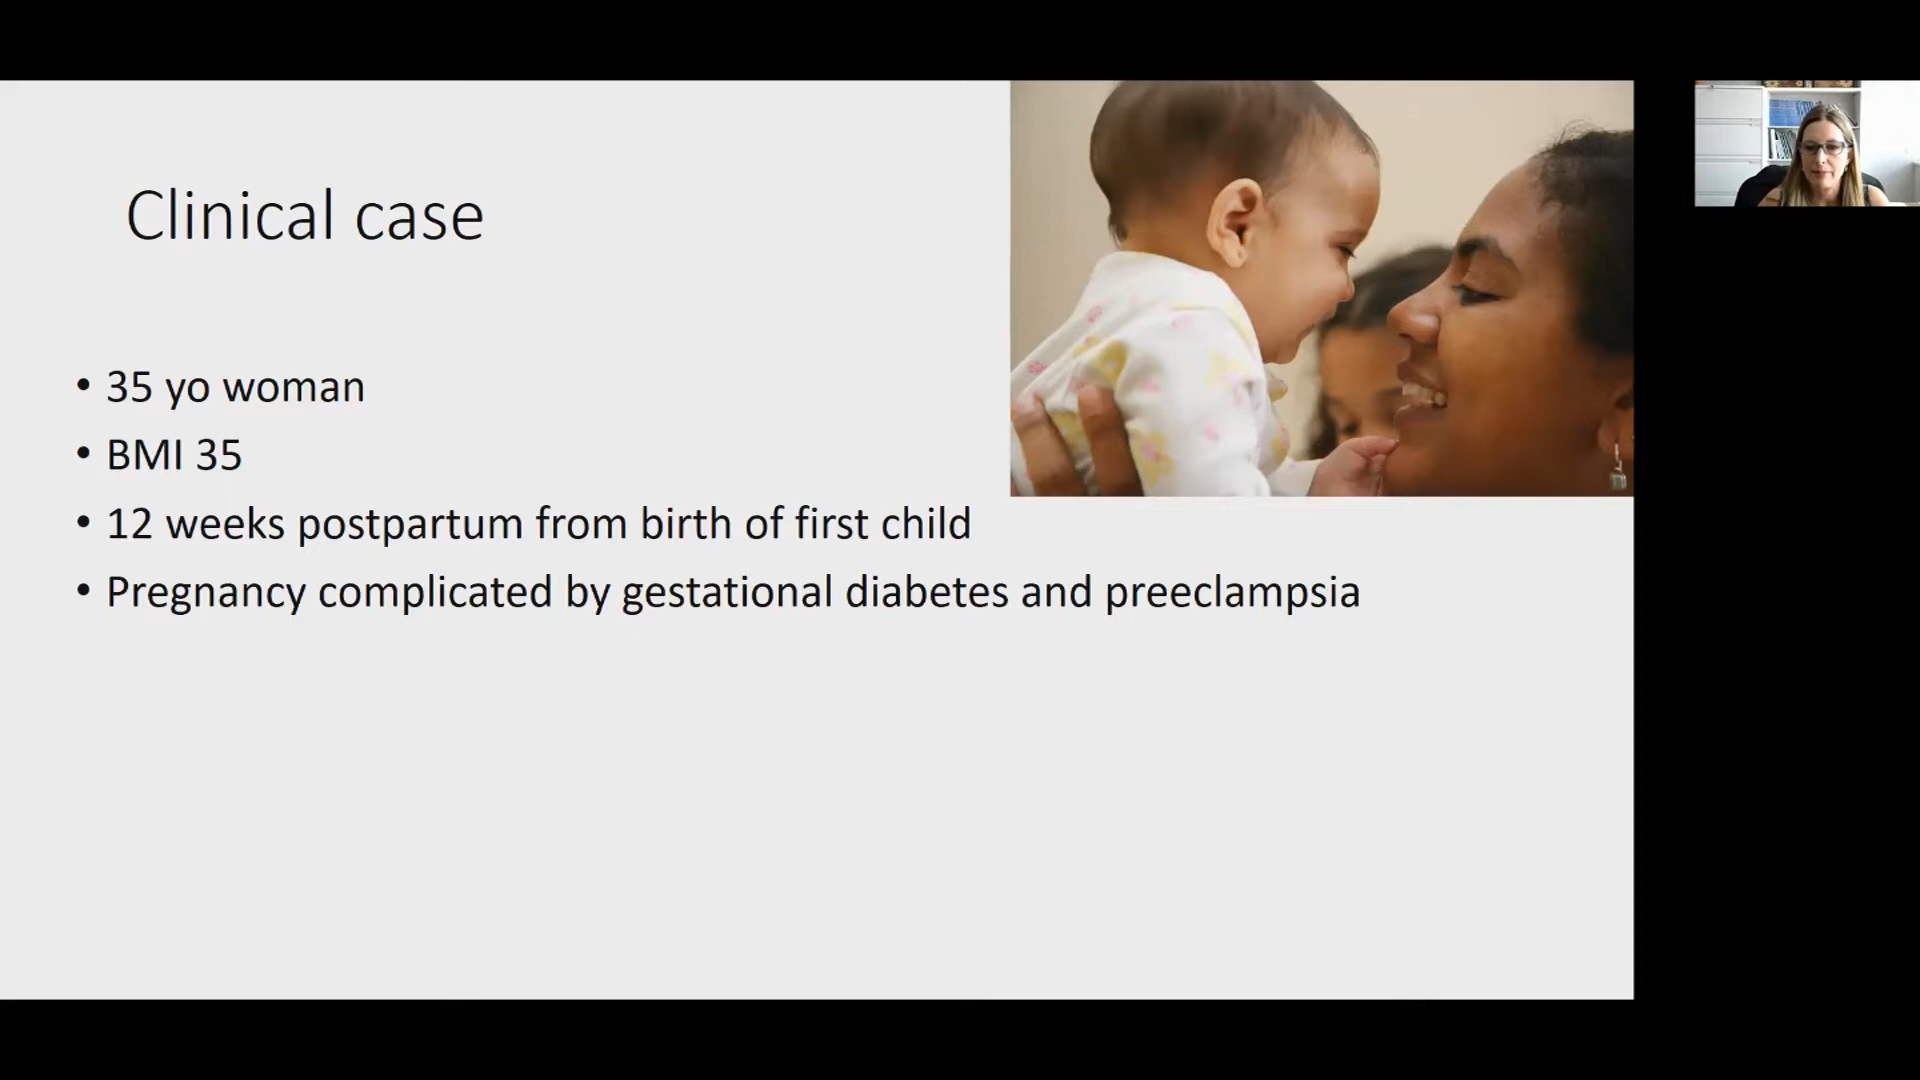 Clinical case
• 35 yo woman
• BMI 35
• 12 weeks postpartum from birth of first child
• Pregnancy complicated by gestational diabetes and preeclampsia